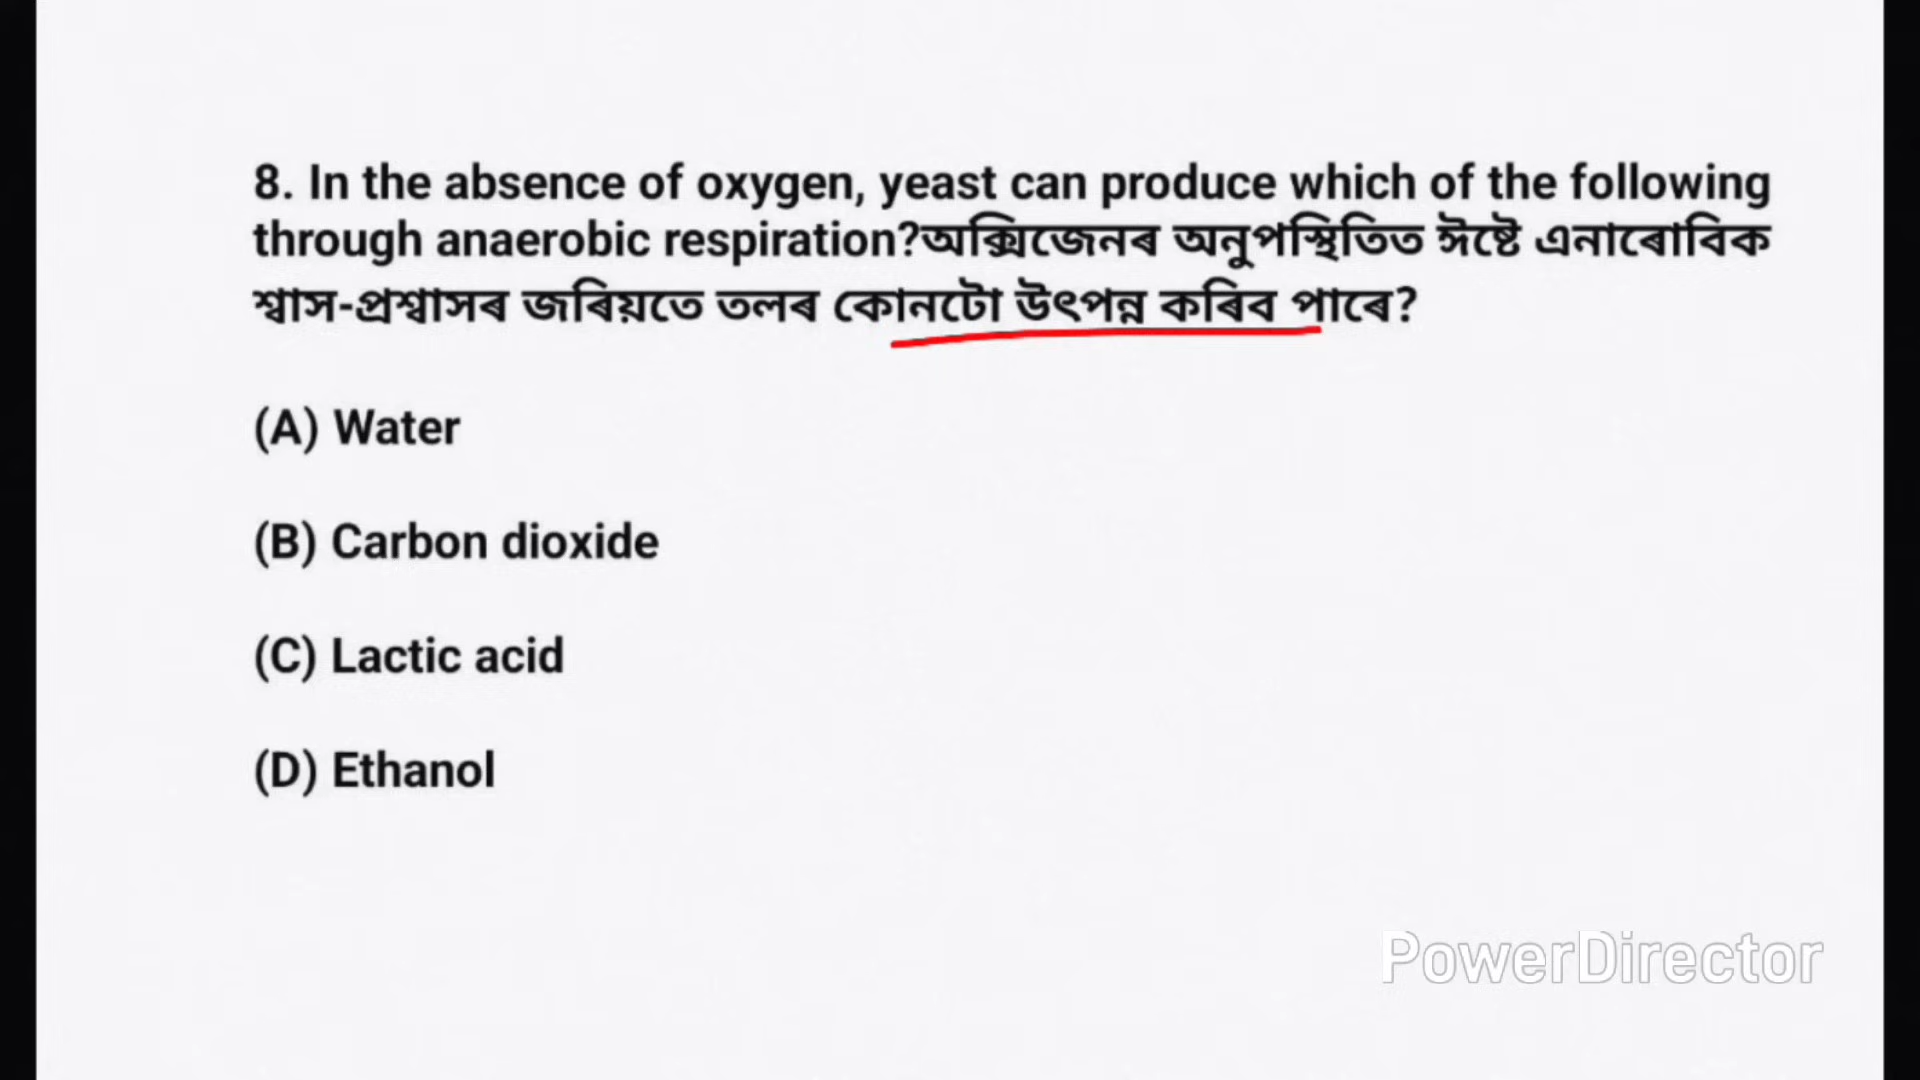 8. In the absence of oxygen, yeast can produce which of the following
through anaerobic respiration?অক্সিজেনৰ অনুপস্থিতিত ঈষ্টে এনাৰোবিক
শ্বাস-প্ৰশ্বাসৰ জৰিয়তে তলৰ কোনটো উৎপন্ন কৰিব পাৰে?
(A) Water
(B) Carbon dioxide
(C) Lactic acid
(D) Ethanol
PowerDirector